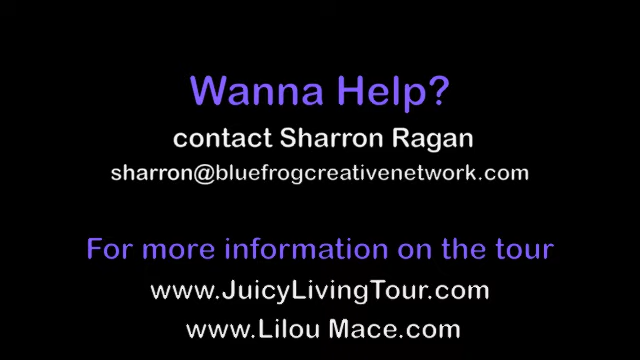 Wanna Help?
contact Sharron Ragan
sharron@bluefrogcreativenetwork.com
For more information on the tour
www.JuicyLivingTour.com
www.Lilou Mace.com